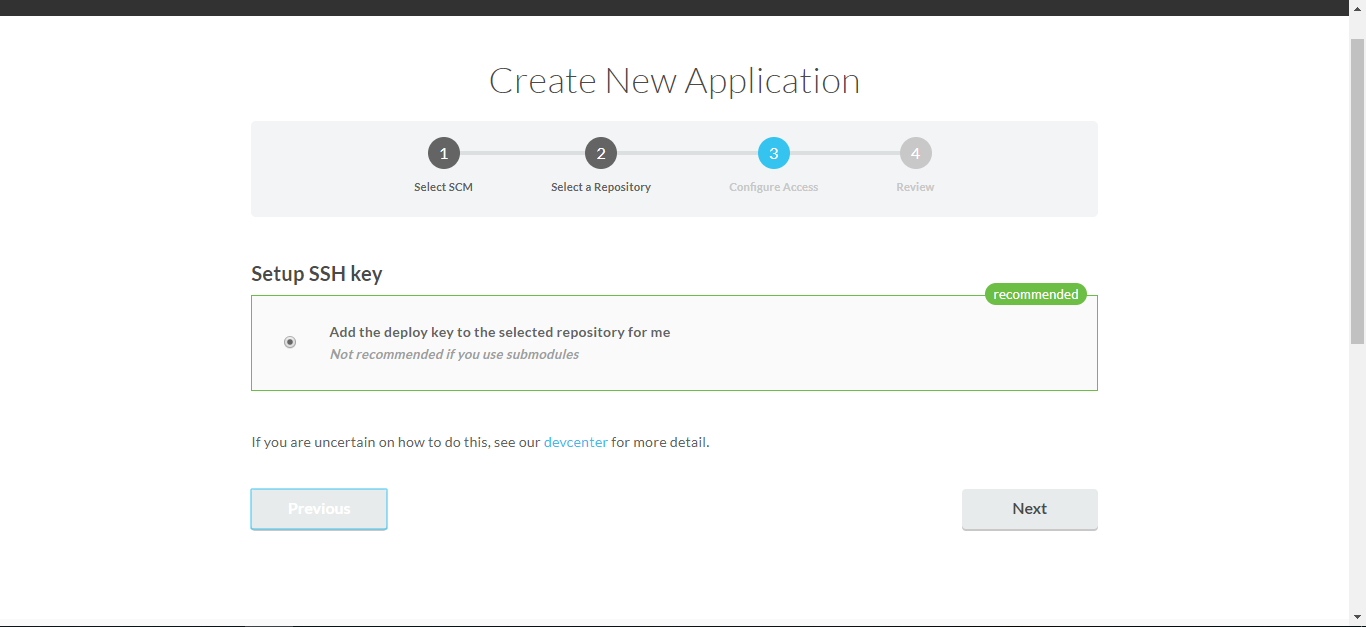 Create New Application
1 2 3 4
Select SCM Select a Repository Configure Access Review
Setup SSH key
recommended
Add the deploy key to the selected repository for me
Not recommended if you use submodules
If you are uncertain on how to do this, see our devcenter for more detail.
Previous Next